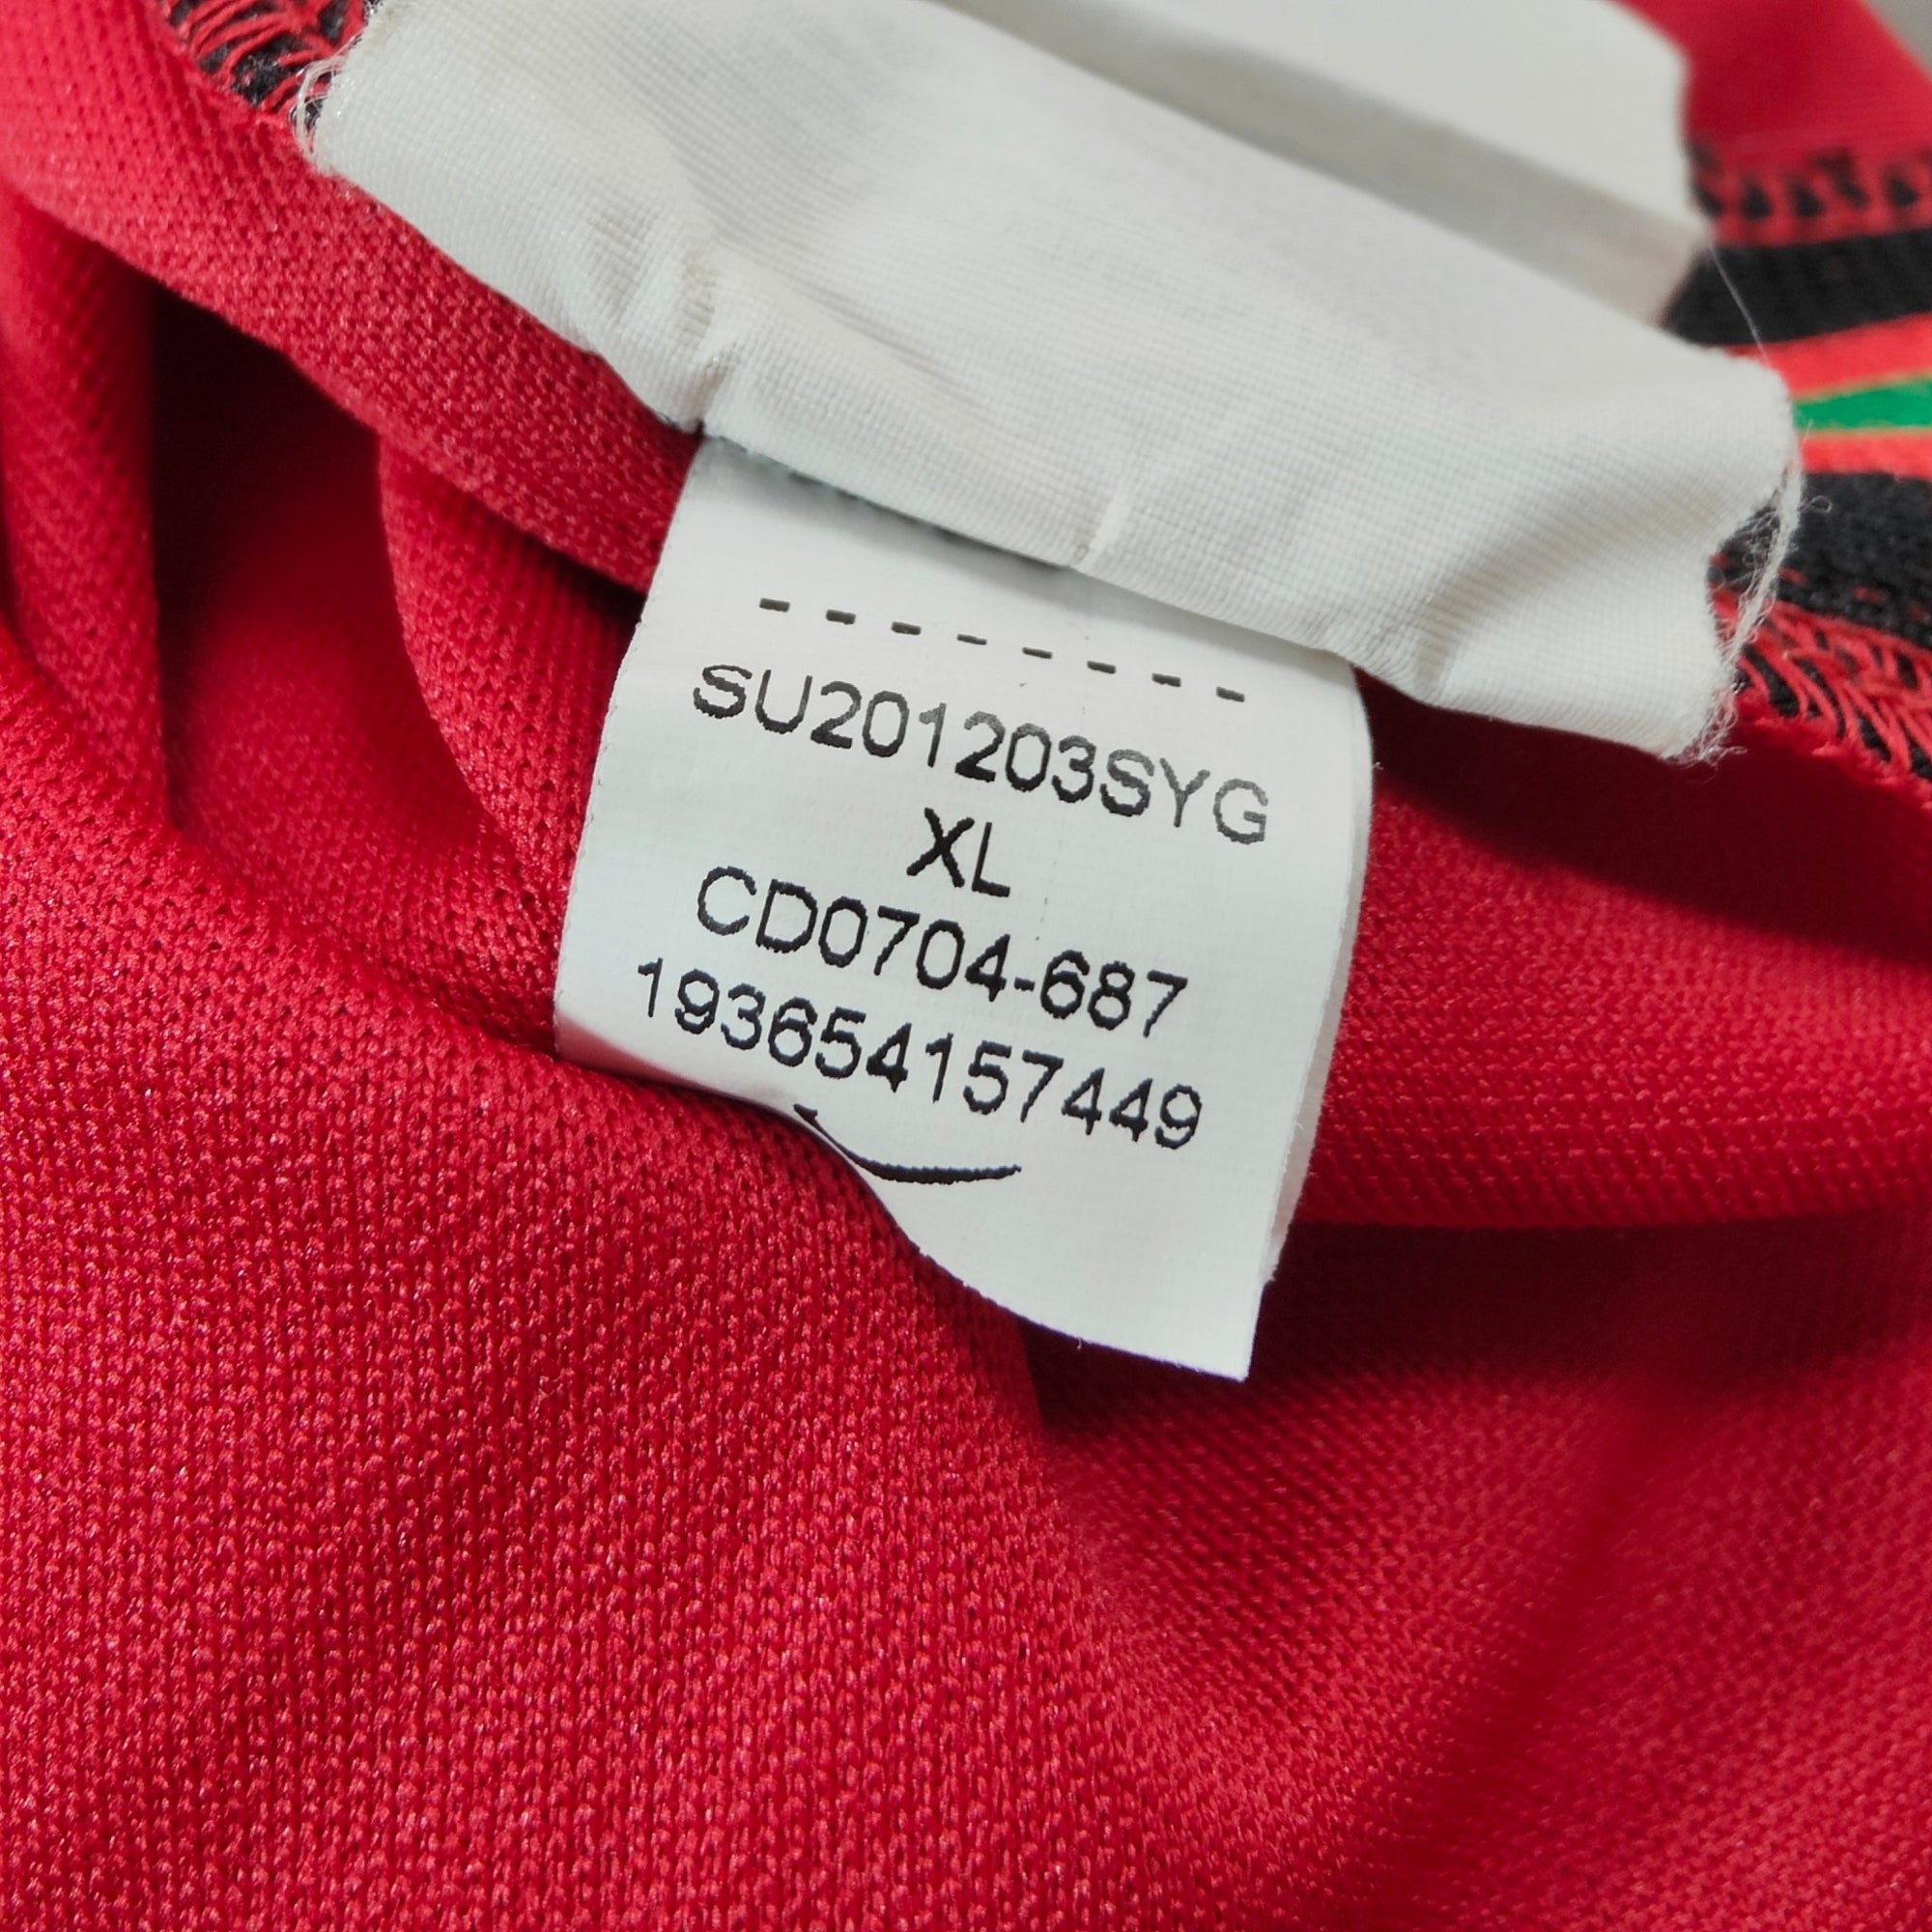 - - - - - - - -
SU201203SYG
XL
CD0704-687
193654157449